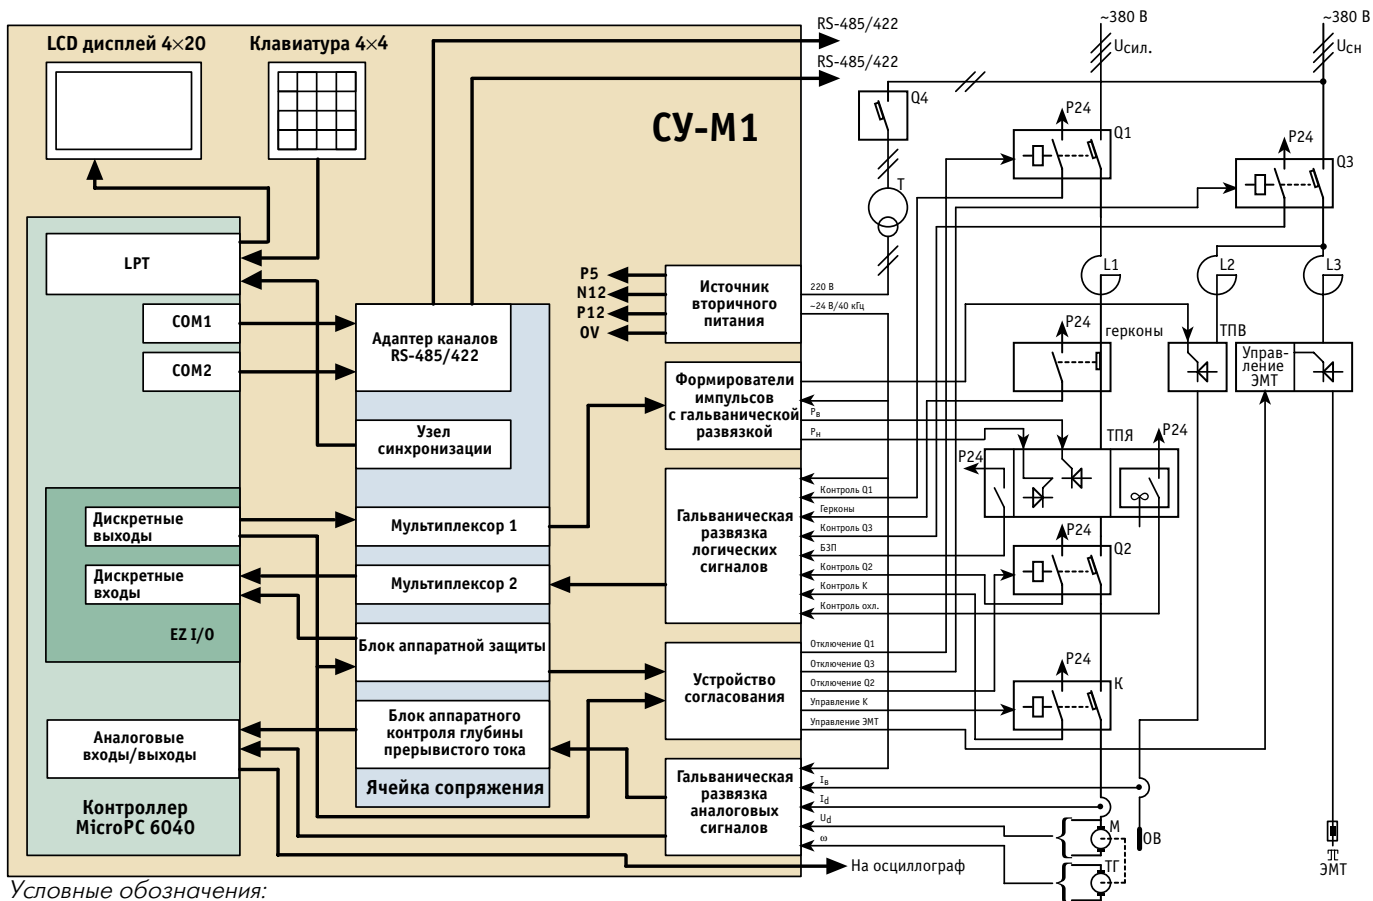 RS-485/422
RS-485/422
~380 В
Uсил.
~380 В
Uсн
LCD дисплей 4×20
Клавиатура 4×4
СУ-М1
Q4
T
P24
Q1
P24
Q3
LPT
COM1
COM2
Адаптер каналов
RS-485/422
Узел
синхронизации
P5
N12
P12
OV
Источник
вторичного
питания
220 В
~24 В/40 кГц
L1
L2
L3
P24
герконы
ТПВ
Управ-
ление
ЭМТ
Формирователи
импульсов
с гальванической
развязкой
Pв
Pн
ТПЯ
P24
P24
Дискретные
выходы
Дискретные
входы
EZ I/O
Мультиплексор 1
Мультиплексор 2
Гальваническая
развязка
логических
сигналов
Контроль Q1
Герконы
Контроль Q3
БЗП
Контроль Q2
Контроль К
Контроль охл.
P24
Q2
Блок аппаратной защиты
Устройство
согласования
Отключение Q1
Отключение Q3
Отключение Q2
Управление К
Управление ЭМТ
P24
К
Аналоговые
входы/выходы
Блок аппаратного
контроля глубины
прерывистого тока
Ячейка сопряжения
Контроллер
MicroPC 6040
Гальваническая
развязка
аналоговых
сигналов
Iв
Id
Ud
ω
М
ОВ
ТГ
ЭМТ
На осциллограф
Условные обозначения: